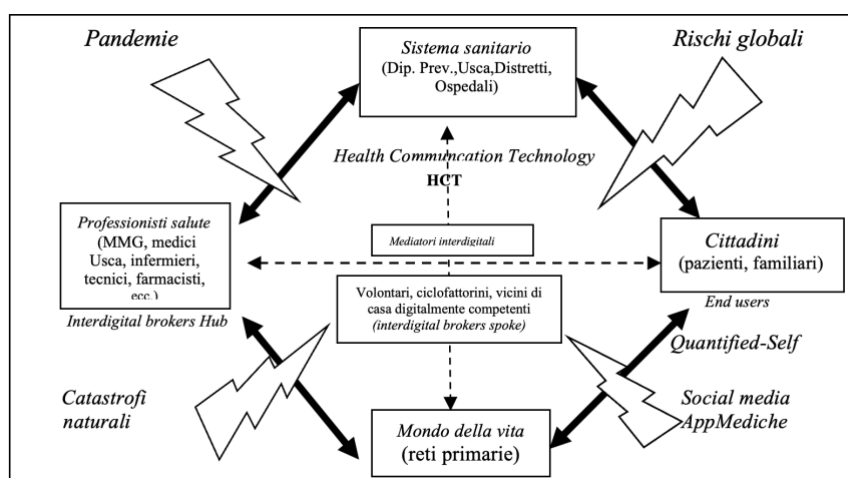 Pandemie
Sistema sanitario
(Dip. Prev.,Usca,Distretti,
Ospedali)
Rischi globali
Health Communcation Technology
HCT
Professionisti salute
(MMG, medici
Usca, infermieri,
tecnici, farmacisti,
ecc.)
Interdigital brokers Hub
Mediatori interdigitali
Volontari, ciclofattorini, vicini di
casa digitalmente competenti
(interdigital brokers spoke)
Cittadini
(pazienti, familiari)
End users
Quantified-Self
Catastrofi
naturali
Social media
AppMediche
Mondo della vita
(reti primarie)